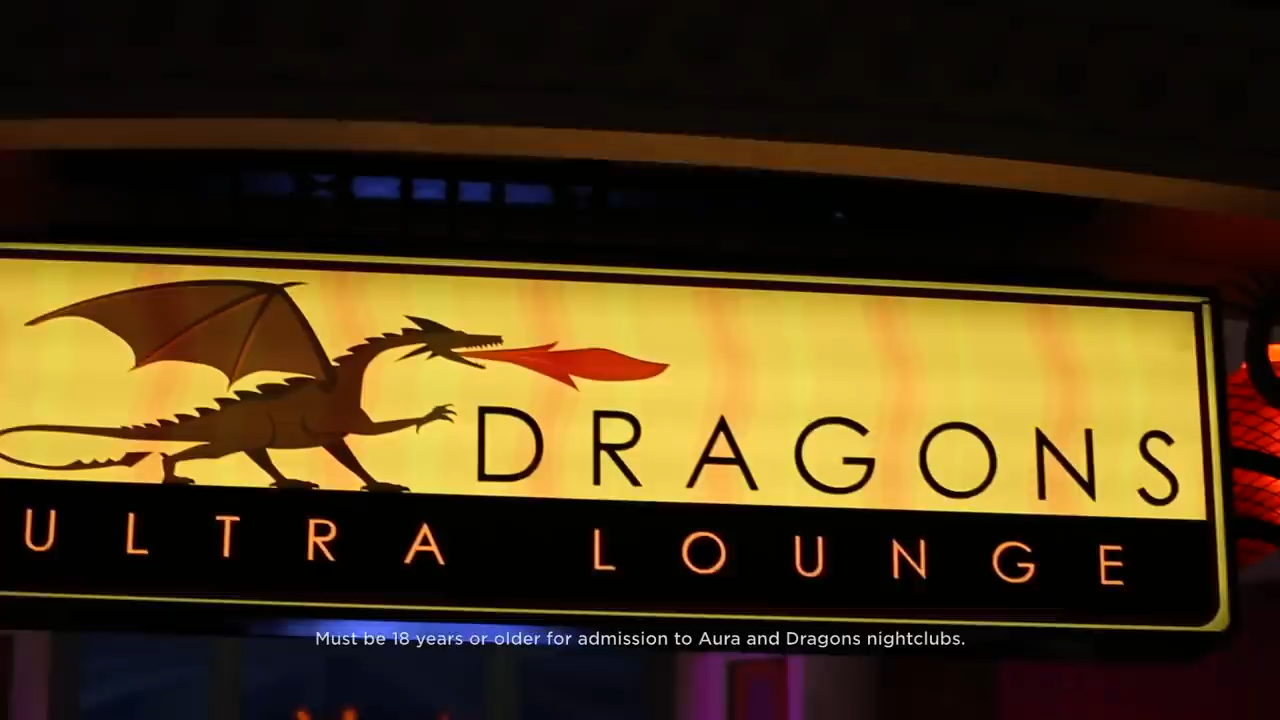 DRAGONS
ULTRA LOUNGE
Must be 18 years or older for admission to Aura and Dragons nightclubs.